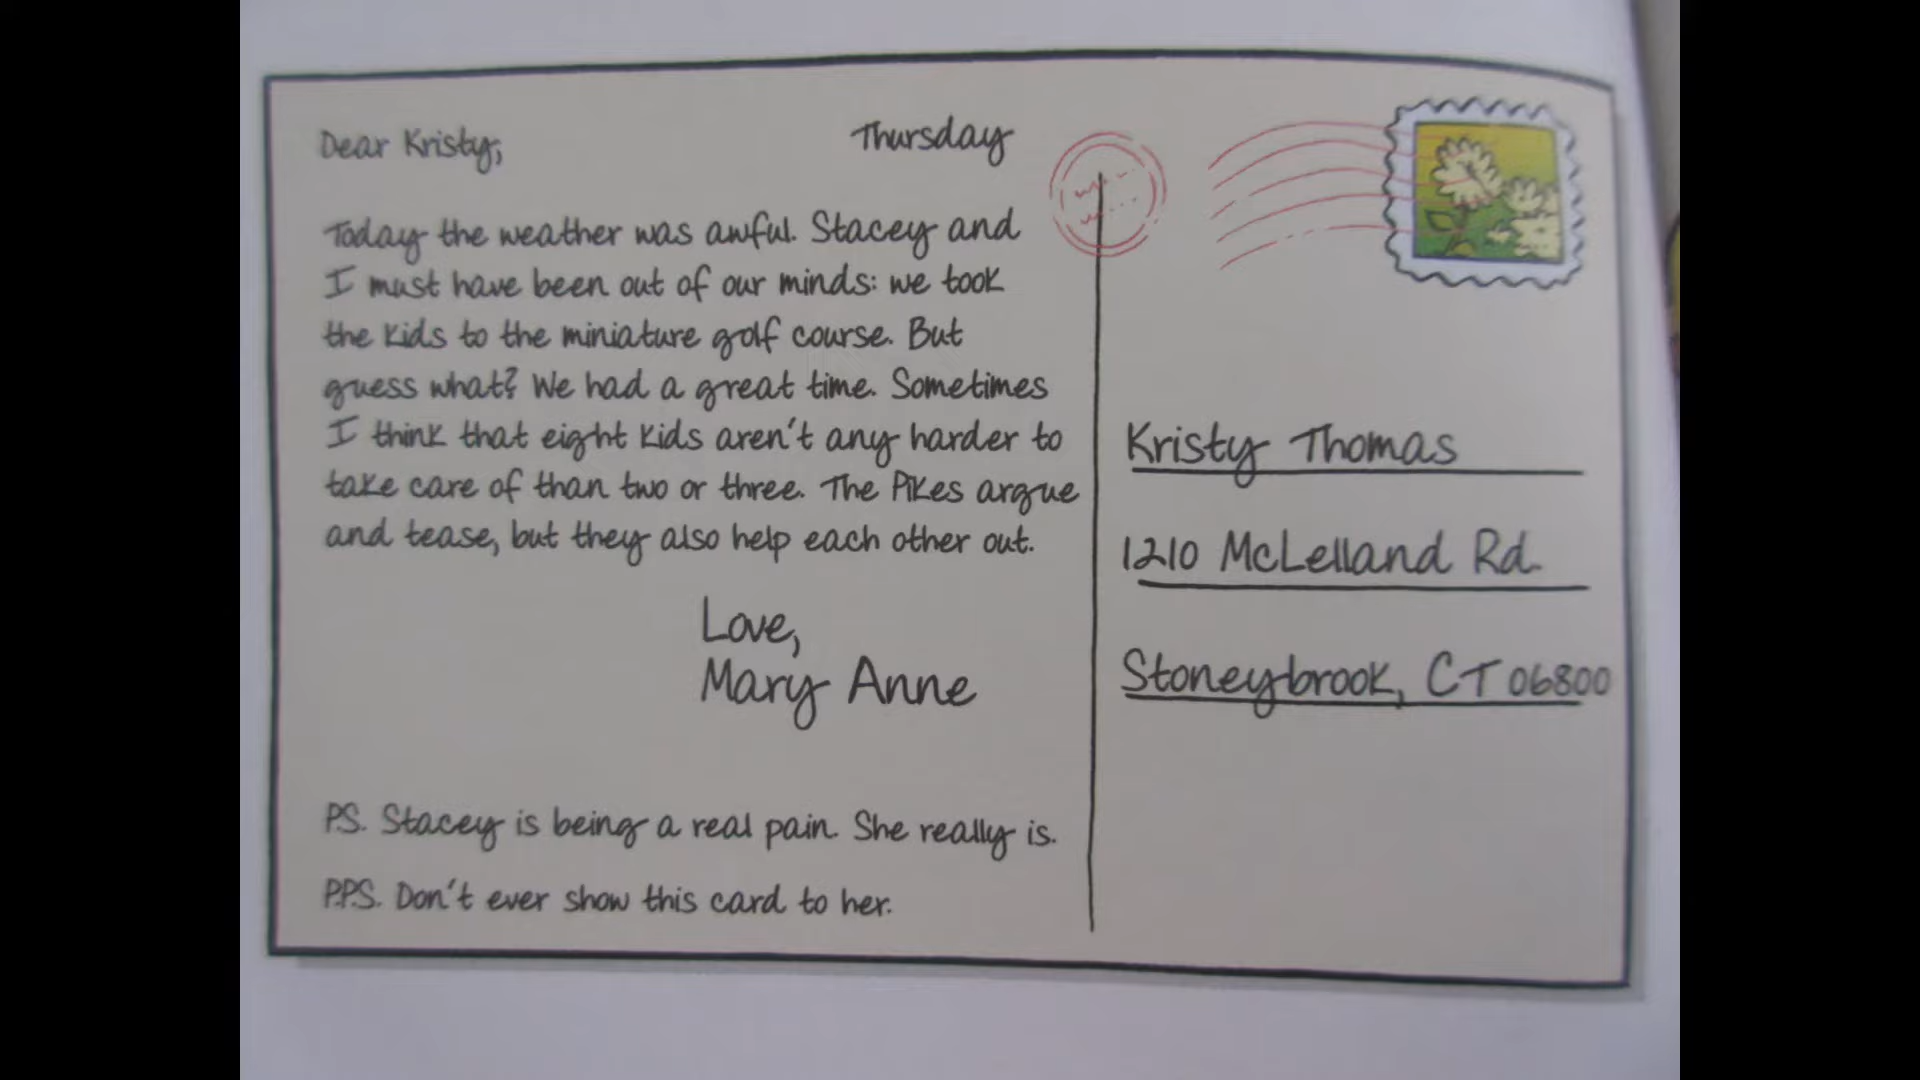 Dear Kristy,
Thursday
Today the weather was awful. Stacey and
I must have been out of our minds: we took
the kids to the miniature golf course. But
guess what? We had a great time. Sometimes
I think that eight kids aren't any harder to
take care of than two or three. The Pikes argue
and tease, but they also help each other out.
Love,
Mary Anne
P.S. Stacey is being a real pain. She really is.
P.P.S. Don't ever show this card to her.
Kristy Thomas
1210 McLelland Rd.
Stoneybrook, CT 06800